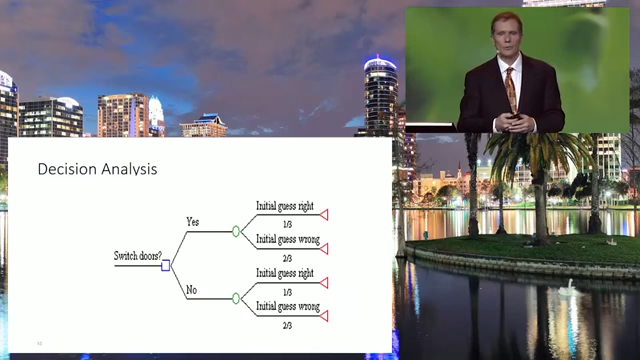 Decision Analysis
Initial guess right
Yes
1/3
Initial guess wrong
2/3
Switch doors?
Initial guess right
No
1/3
Initial guess wrong
2/3